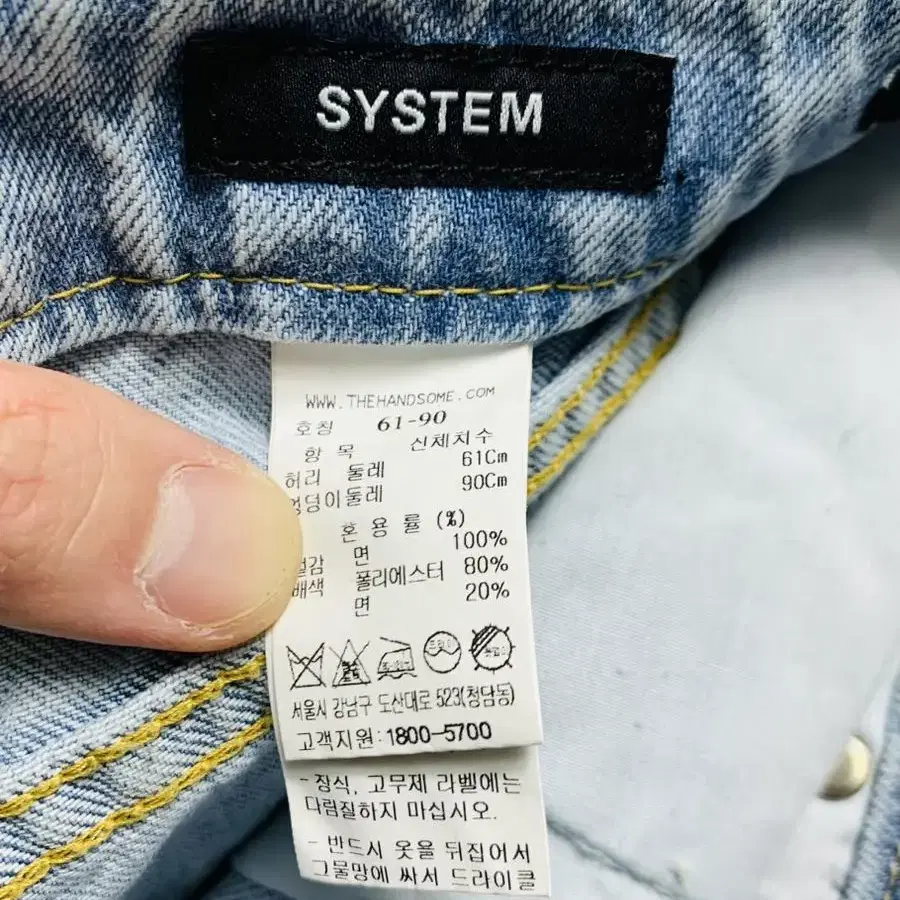 SYSTEM
WWW.THEHANDSOME.COM
호칭 61-90
항 목 신체치수
허리 둘레 61Cm
엉덩이둘레 90Cm
혼 용 률 (%)
면 100%
배색 폴리에스터 80%
면 20%
서울시 강남구 도산대로 523(청담동)
고객지원:1800-5700
- 장식, 고무제 라벨에는
다림질하지 마십시오.
- 반드시 옷을 뒤집어서
그물망에 싸서 드라이클